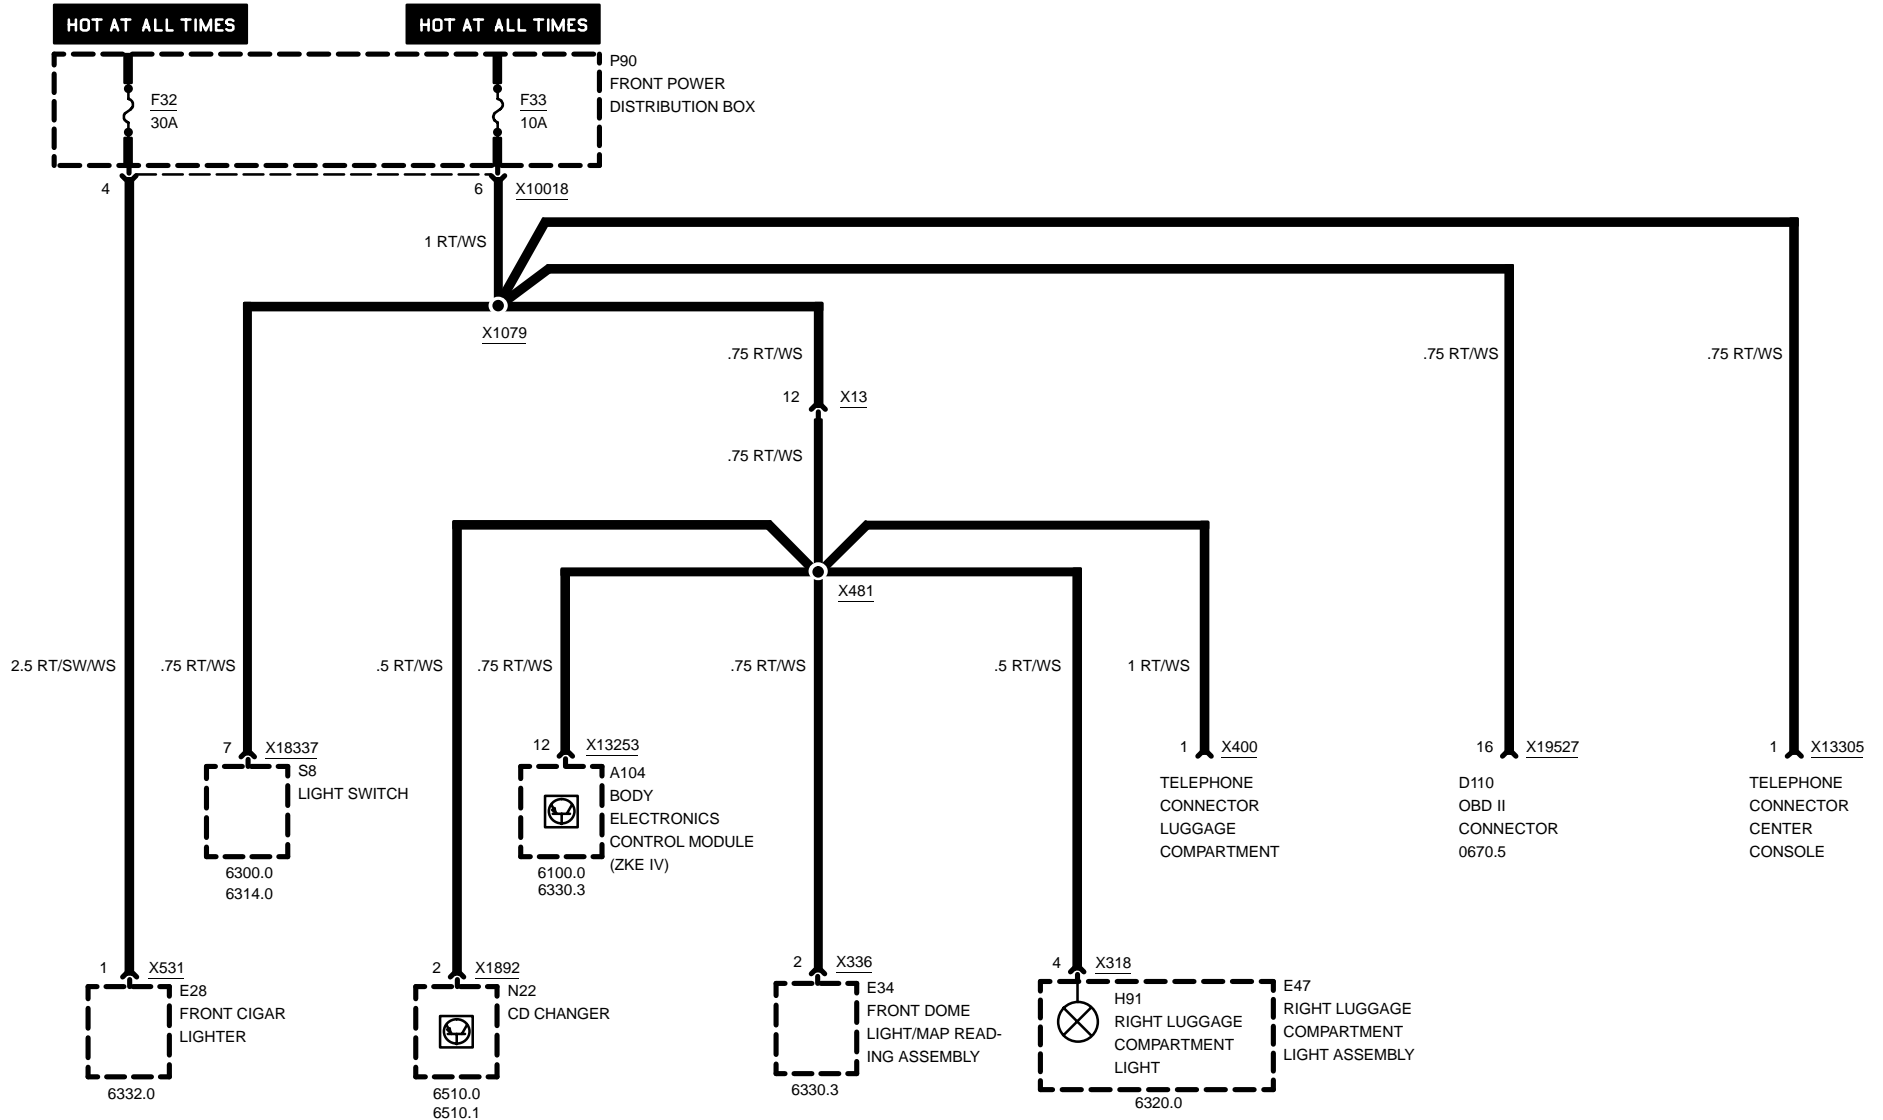 HOT AT ALL TIMES
HOT AT ALL TIMES
P90
FRONT POWER
DISTRIBUTION BOX
F32
30A
F33
10A
4
6
X10018
1 RT/WS
X1079
.75 RT/WS
.75 RT/WS
.75 RT/WS
12
X13
.75 RT/WS
X481
2.5 RT/SW/WS
.75 RT/WS
.5 RT/WS
.75 RT/WS
.75 RT/WS
.5 RT/WS
1 RT/WS
7
X18337
S8
LIGHT SWITCH
6300.0
6314.0
12
X13253
A104
BODY
ELECTRONICS
CONTROL MODULE
(ZKE IV)
6100.0
6330.3
1
X400
TELEPHONE
CONNECTOR
LUGGAGE
COMPARTMENT
16
X19527
D110
OBD II
CONNECTOR
0670.5
1
X13305
TELEPHONE
CONNECTOR
CENTER
CONSOLE
1
X531
E28
FRONT CIGAR
LIGHTER
6332.0
2
X1892
N22
CD CHANGER
6510.0
6510.1
2
X336
E34
FRONT DOME
LIGHT/MAP READ-
ING ASSEMBLY
6330.3
4
X318
H91
RIGHT LUGGAGE
COMPARTMENT
LIGHT
E47
RIGHT LUGGAGE
COMPARTMENT
LIGHT ASSEMBLY
6320.0